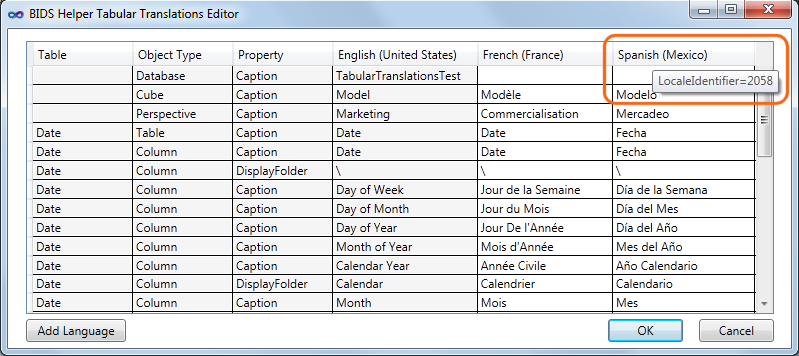 BIDS Helper Tabular Translations Editor
Table Object Type Property English (United States) French (France) Spanish (Mexico)
Database Caption TabularTranslationsTest
LocaleIdentifier=2058
Cube Caption Model Modèle Modelo
Perspective Caption Marketing Commercialisation Mercadeo
Date Table Caption Date Date Fecha
Date Column Caption Date Date Fecha
Date Column DisplayFolder \ \ \
Date Column Caption Day of Week Jour de la Semaine Día de la Semana
Date Column Caption Day of Month Jour du Mois Día del Mes
Date Column Caption Day of Year Jour De l'Année Día del Año
Date Column Caption Month of Year Mois d'Année Mes del Año
Date Column Caption Calendar Year Année Civile Año Calendario
Date Column DisplayFolder Calendar Calendrier Calendario
Date Column Caption Month Mois Mes
Add Language OK Cancel